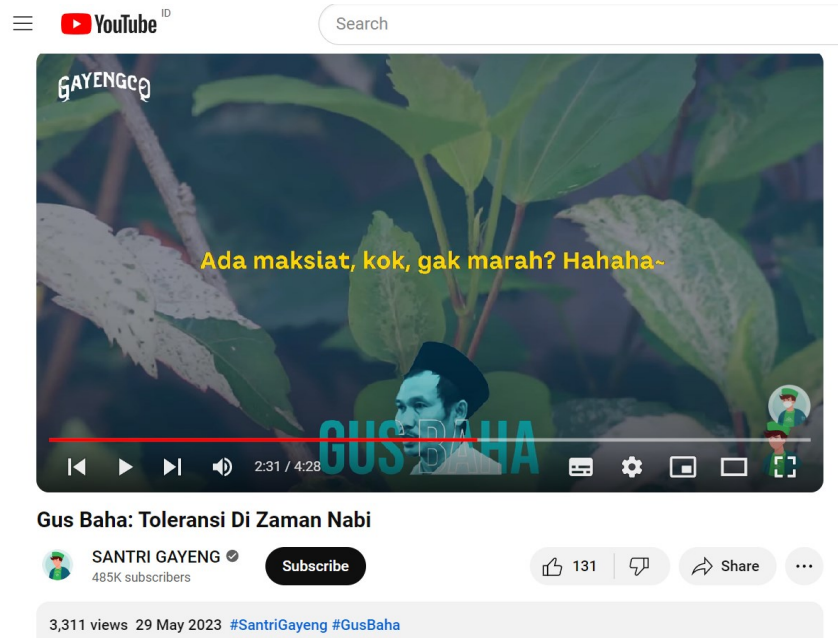 YouTube ID
Search
GAYENGCO
Ada maksiat, kok, gak marah? Hahaha~
GUS BAHA
2:31 / 4:28
Gus Baha: Toleransi Di Zaman Nabi
SANTRI GAYENG
485K subscribers
Subscribe
131
Share
3,311 views 29 May 2023 #SantriGayeng #GusBaha